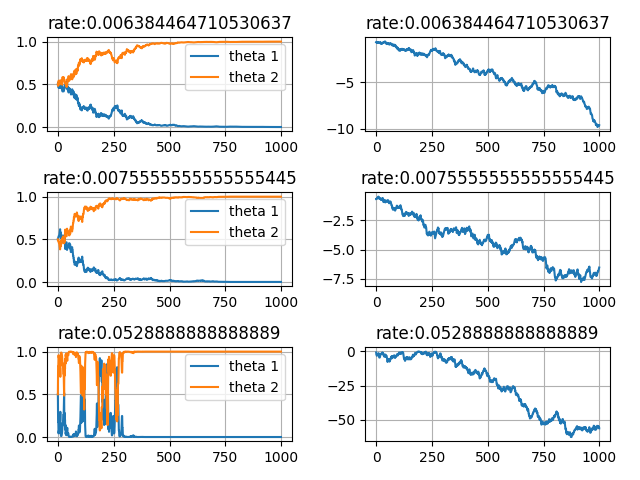 rate:0.006384464710530637
1.0
0.5
0.0
theta 1
theta 2
0 250 500 750 1000
rate:0.006384464710530637
−5
−10
0 250 500 750 1000
rate:0.0075555555555555445
1.0
0.5
0.0
theta 1
theta 2
0 250 500 750 1000
rate:0.0075555555555555445
−2.5
−5.0
−7.5
0 250 500 750 1000
rate:0.0528888888888889
1.0
0.5
0.0
theta 1
theta 2
0 250 500 750 1000
rate:0.0528888888888889
0
−25
−50
0 250 500 750 1000